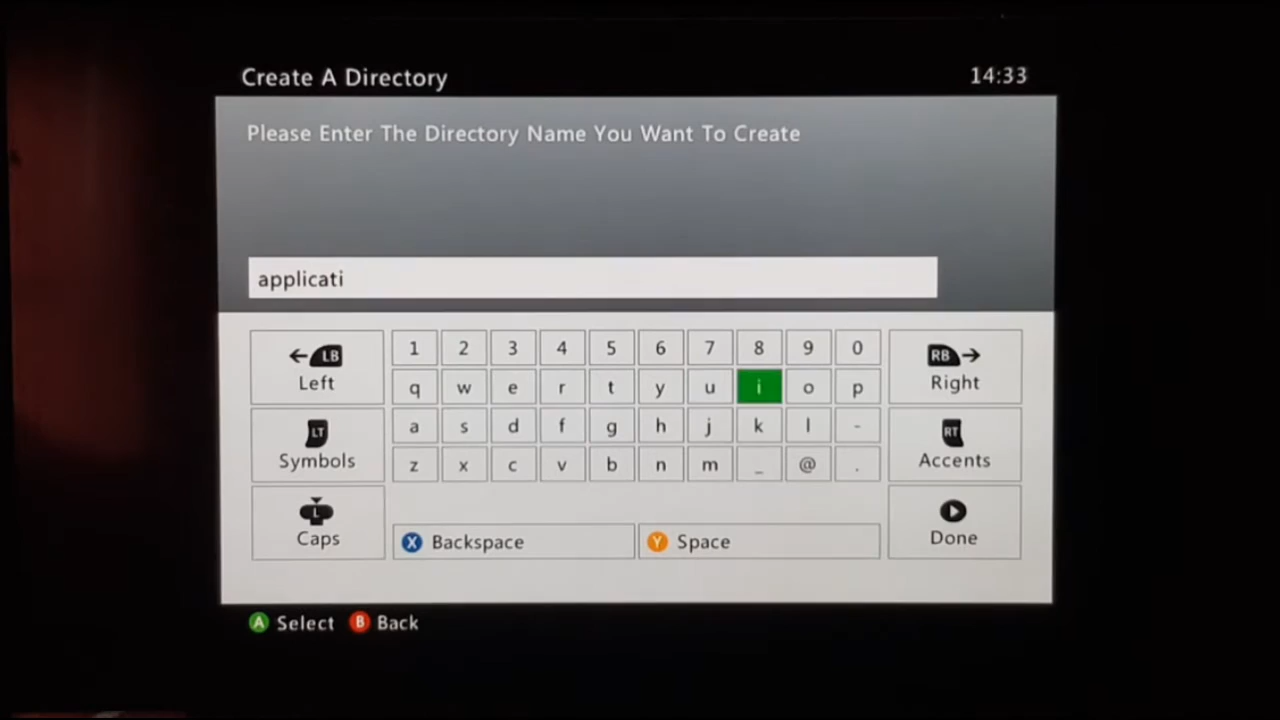 Create A Directory 14:33
Please Enter The Directory Name You Want To Create
applicati
LB Left
1 2 3 4 5 6 7 8 9 0
RB Right
q w e r t y u i o p
LT Symbols
a s d f g h j k l -
RT Accents
z x c v b n m _ @ .
L Caps
X Backspace
Y Space
Done
A Select B Back